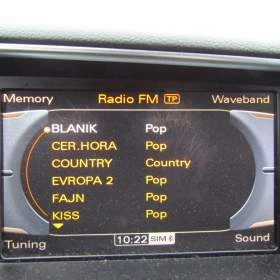 Memory Radio FM TP Waveband
BLANIK Pop
CER.HORA Pop
COUNTRY Country
EVROPA 2 Pop
FAJN Pop
KISS Pop
Tuning 10:22 SIM Sound